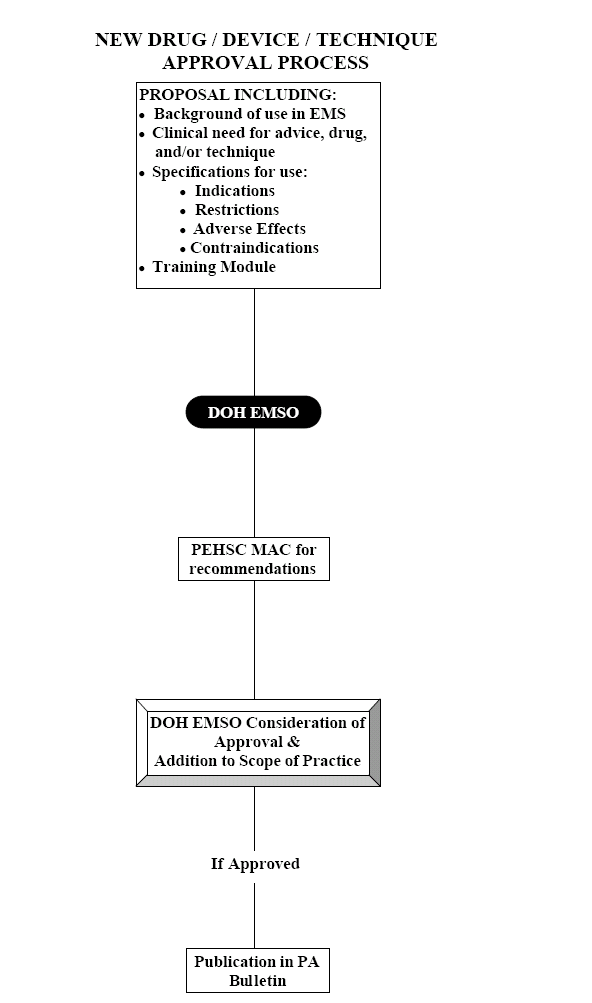 NEW DRUG / DEVICE / TECHNIQUE
APPROVAL PROCESS
PROPOSAL INCLUDING:
• Background of use in EMS
• Clinical need for advice, drug,
and/or technique
• Specifications for use:
• Indications
• Restrictions
• Adverse Effects
• Contraindications
• Training Module
DOH EMSO
PEHSC MAC for
recommendations
DOH EMSO Consideration of
Approval &
Addition to Scope of Practice
If Approved
Publication in PA
Bulletin